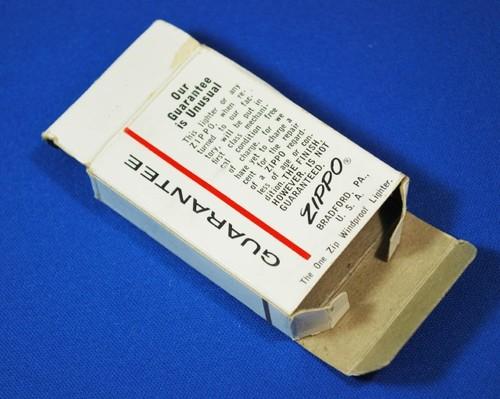 Our
Guarantee
is Unusual
This lighter or any
ZIPPO, when re-
turned to our fac-
tory, will be put in
first class mechani-
cal condition free
of charge, for we
have yet to charge a
cent for the repair
of a ZIPPO regard-
less of age or con-
dition. THE FINISH,
HOWEVER, IS NOT
GUARANTEED.
ZIPPO®
BRADFORD, PA.,
U. S. A.
The One Zip Windproof Lighter.
GUARANTEE